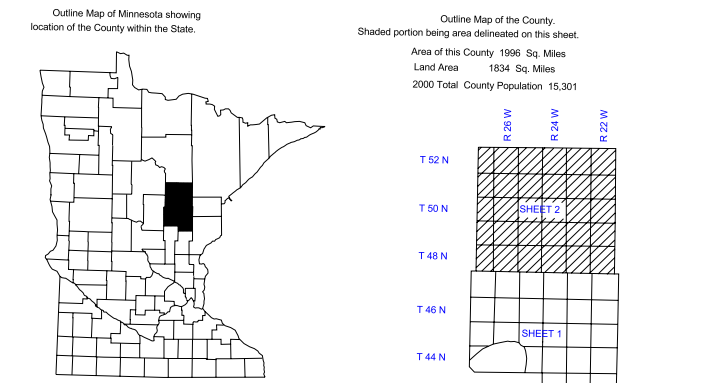 Outline Map of Minnesota showing
location of the County within the State.
Outline Map of the County.
Shaded portion being area delineated on this sheet.
Area of this County 1996 Sq. Miles
Land Area 1834 Sq. Miles
2000 Total County Population 15,301
R 26 W
R 24 W
R 22 W
T 52 N
T 50 N
SHEET 2
T 48 N
T 46 N
SHEET 1
T 44 N